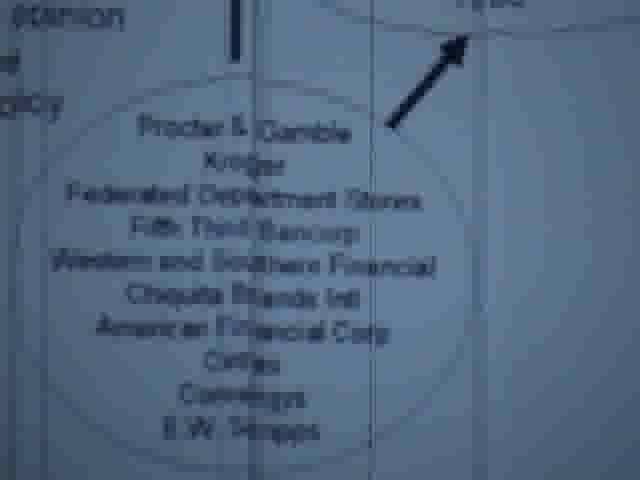 Procter & Gamble
Kroger
Federated Department Stores
Fifth Third Bancorp
Western and Southern Financial
Chiquita Brands Intl
American Financial Corp
Cintas
Convergys
E.W. Scripps